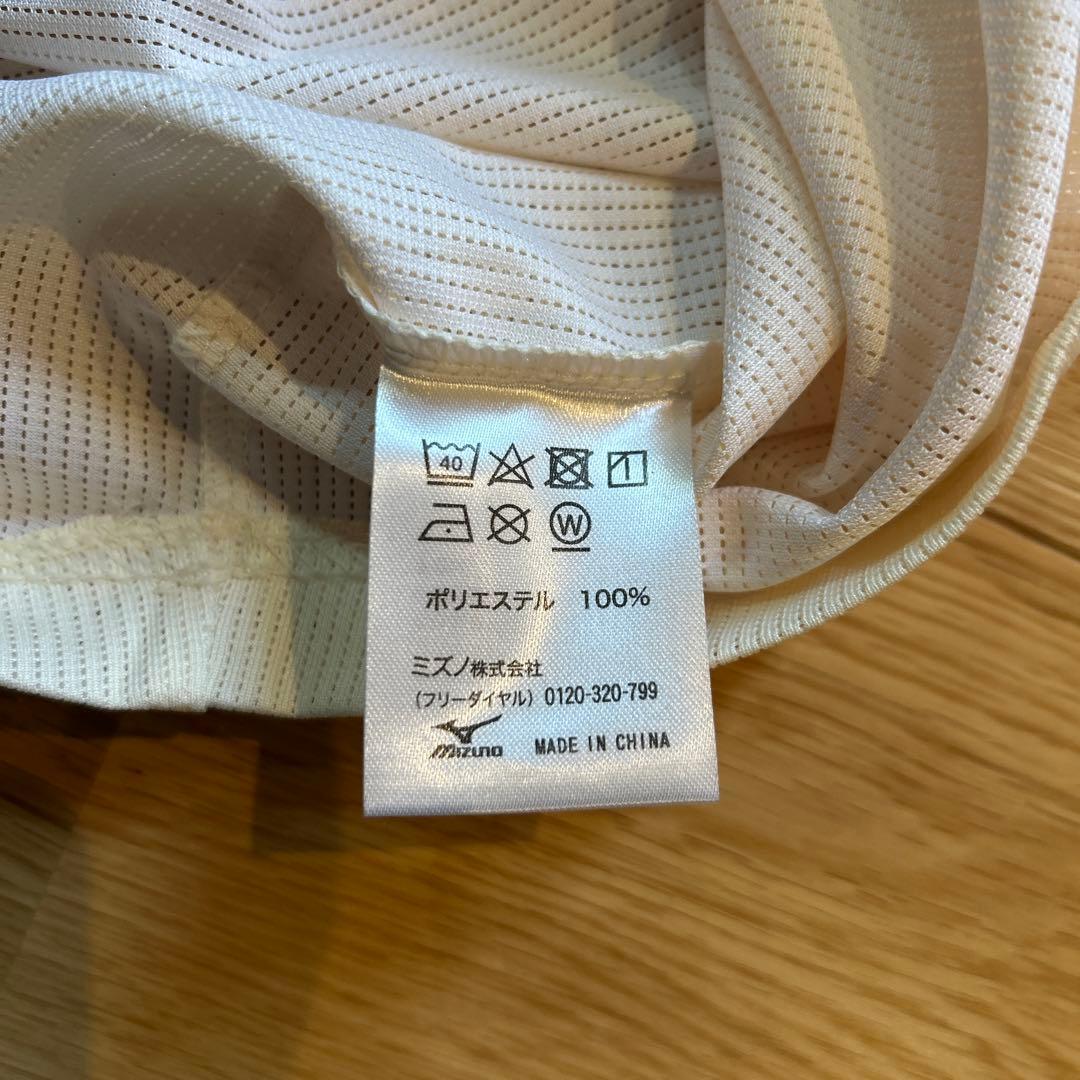 40
W
ポリエステル 100%
ミズノ株式会社
(フリーダイヤル) 0120-320-799
MIZUNO MADE IN CHINA